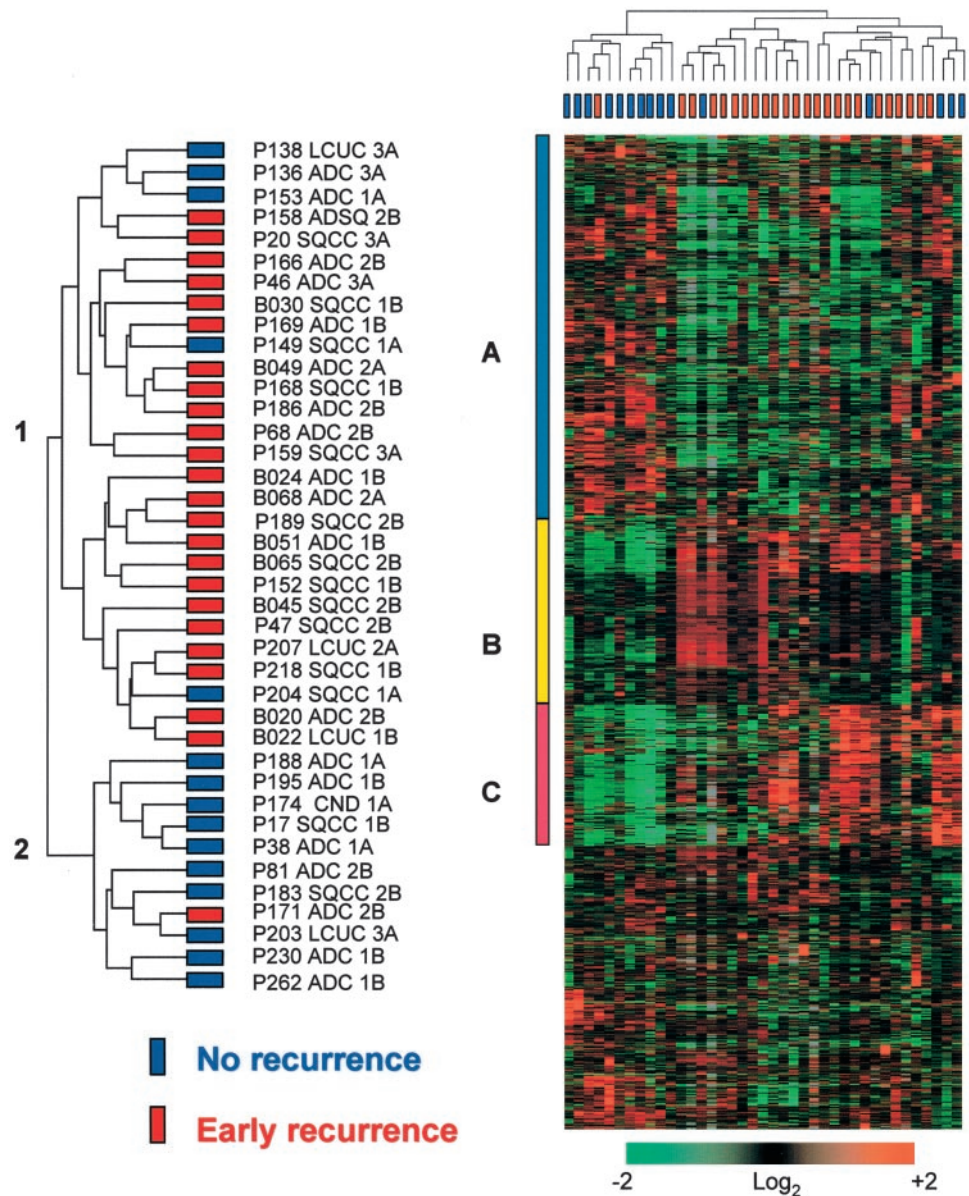 P138 LCUC 3A
P136 ADC 3A
P153 ADC 1A
P158 ADSQ 2B
P20 SQCC 3A
P166 ADC 2B
P46 ADC 3A
B030 SQCC 1B
P169 ADC 1B
P149 SQCC 1A
B049 ADC 2A
P168 SQCC 1B
P186 ADC 2B
P68 ADC 2B
P159 SQCC 3A
B024 ADC 1B
B068 ADC 2A
P189 SQCC 2B
B051 ADC 1B
B065 SQCC 2B
P152 SQCC 1B
B045 SQCC 2B
P47 SQCC 2B
P207 LCUC 2A
P218 SQCC 1B
P204 SQCC 1A
B020 ADC 2B
B022 LCUC 1B
P188 ADC 1A
P195 ADC 1B
P174 CND 1A
P17 SQCC 1B
P38 ADC 1A
P81 ADC 2B
P183 SQCC 2B
P171 ADC 2B
P203 LCUC 3A
P230 ADC 1B
P262 ADC 1B
1
2
No recurrence
Early recurrence
A
B
C
-2 Log2 +2